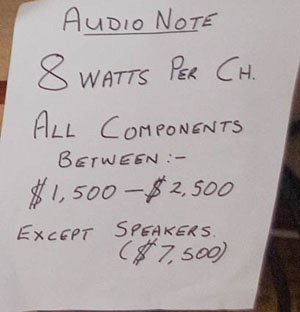 AUDIO NOTE
8 WATTS PER CH.
ALL COMPONENTS
BETWEEN :-
$1,500 - $2,500
EXCEPT SPEAKERS.
($7,500)